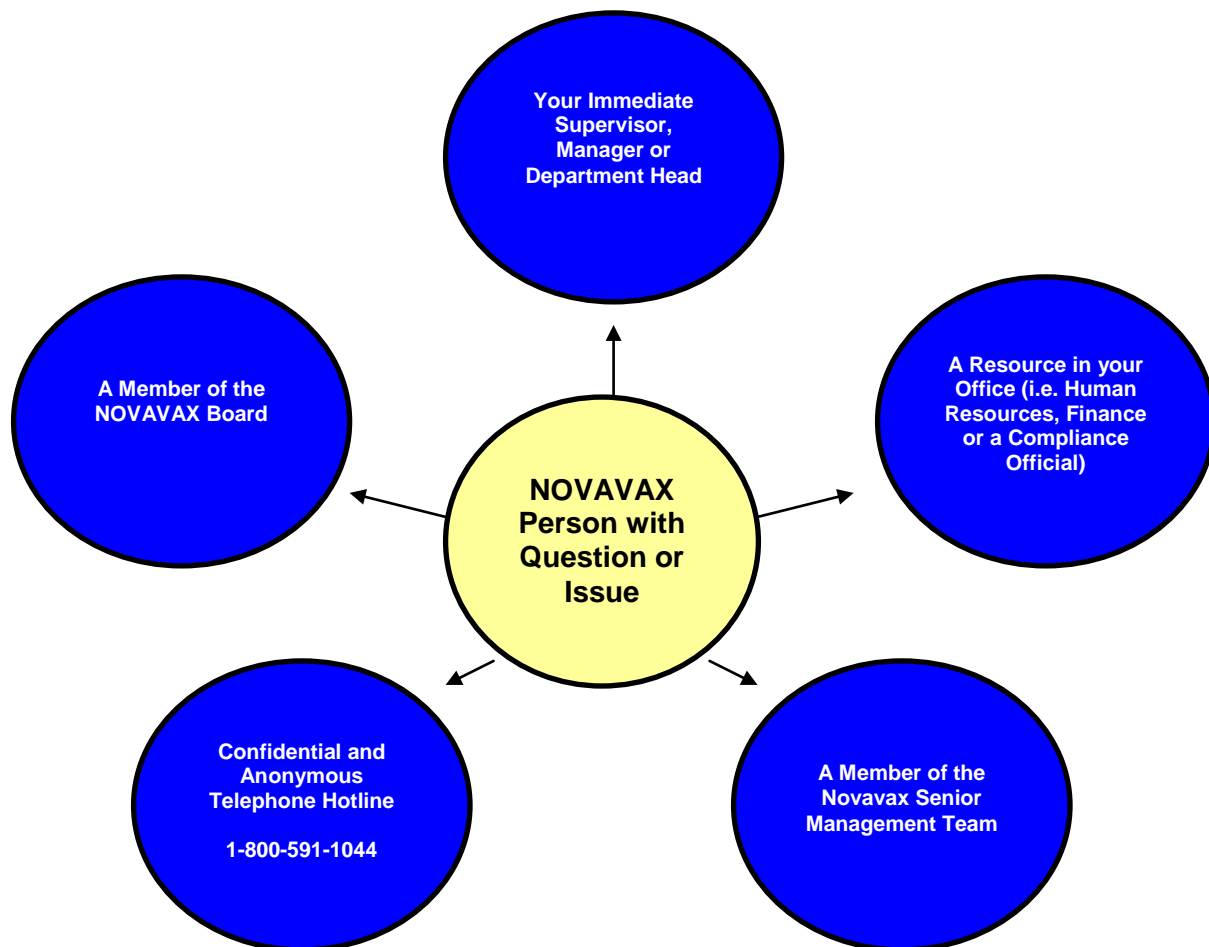 Your Immediate
Supervisor,
Manager or
Department Head
A Member of the
NOVAVAX Board
A Resource in your
Office (i.e. Human
Resources, Finance
or a Compliance
Official)
NOVAVAX
Person with
Question or
Issue
Confidential and
Anonymous
Telephone Hotline
1-800-591-1044
A Member of the
Novavax Senior
Management Team